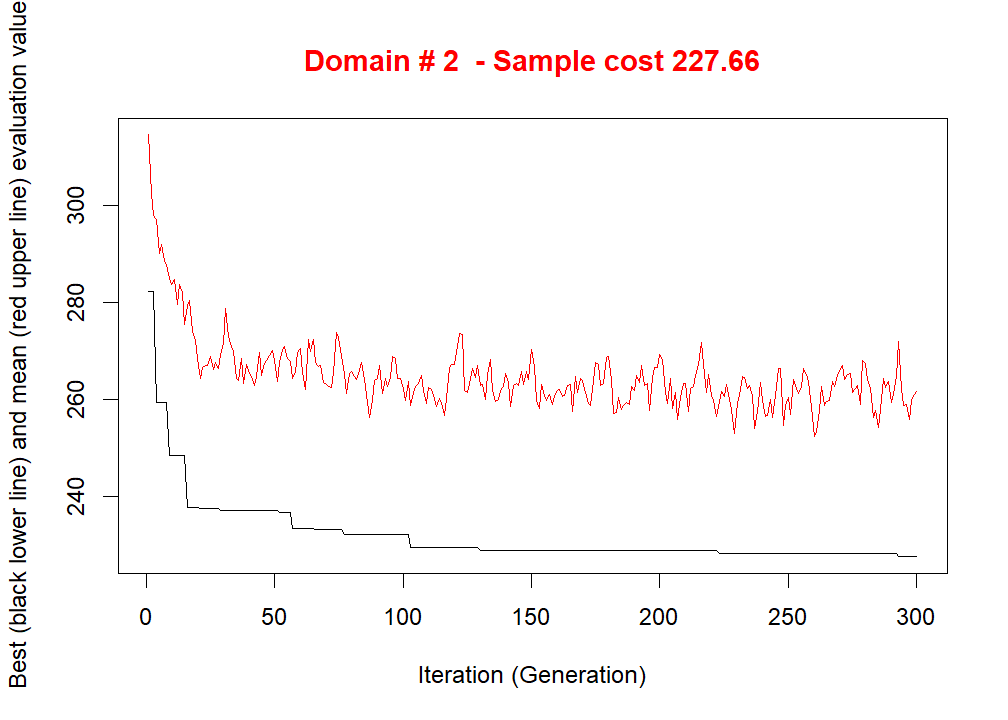 Domain # 2  - Sample cost 227.66
Best (black lower line) and mean (red upper line) evaluation value
300
280
260
240
0 50 100 150 200 250 300
Iteration (Generation)